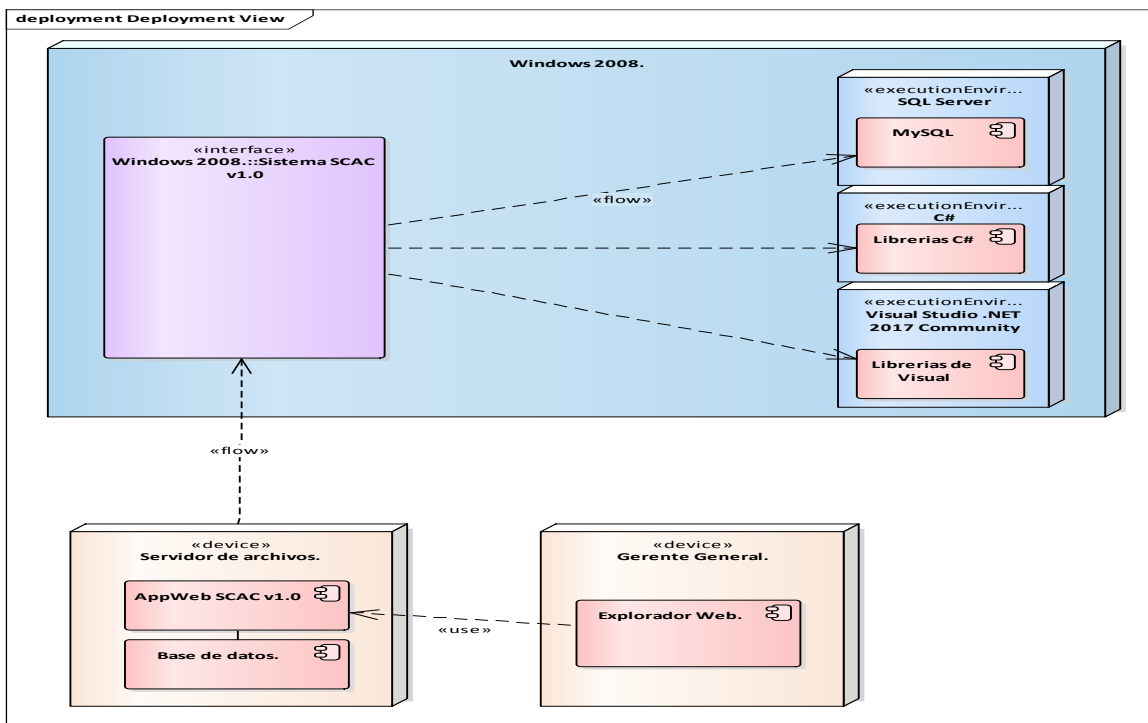 deployment Deployment View
Windows 2008.
«interface»
Windows 2008.::Sistema SCAC
v1.0
«executionEnvir...
SQL Server
MySQL
«flow»
«executionEnvir...
C#
Librerias C#
«executionEnvir...
Visual Studio .NET
2017 Community
Librerias de
Visual
«flow»
«device»
Servidor de archivos.
AppWeb SCAC v1.0
Base de datos.
«use»
«device»
Gerente General.
Explorador Web.